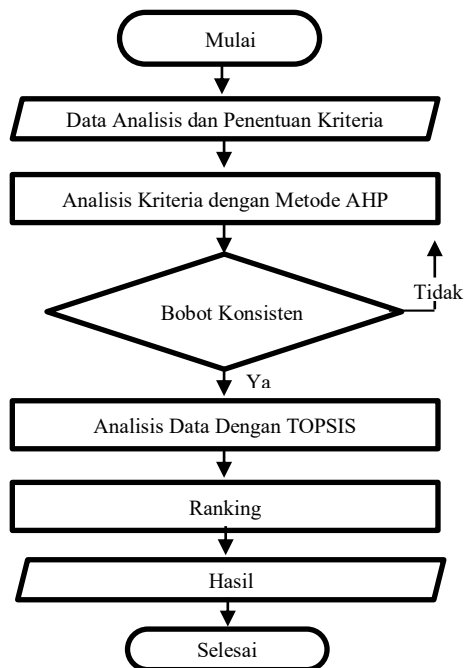 Mulai
Data Analisis dan Penentuan Kriteria
Analisis Kriteria dengan Metode AHP
Bobot Konsisten
Tidak
Ya
Analisis Data Dengan TOPSIS
Ranking
Hasil
Selesai